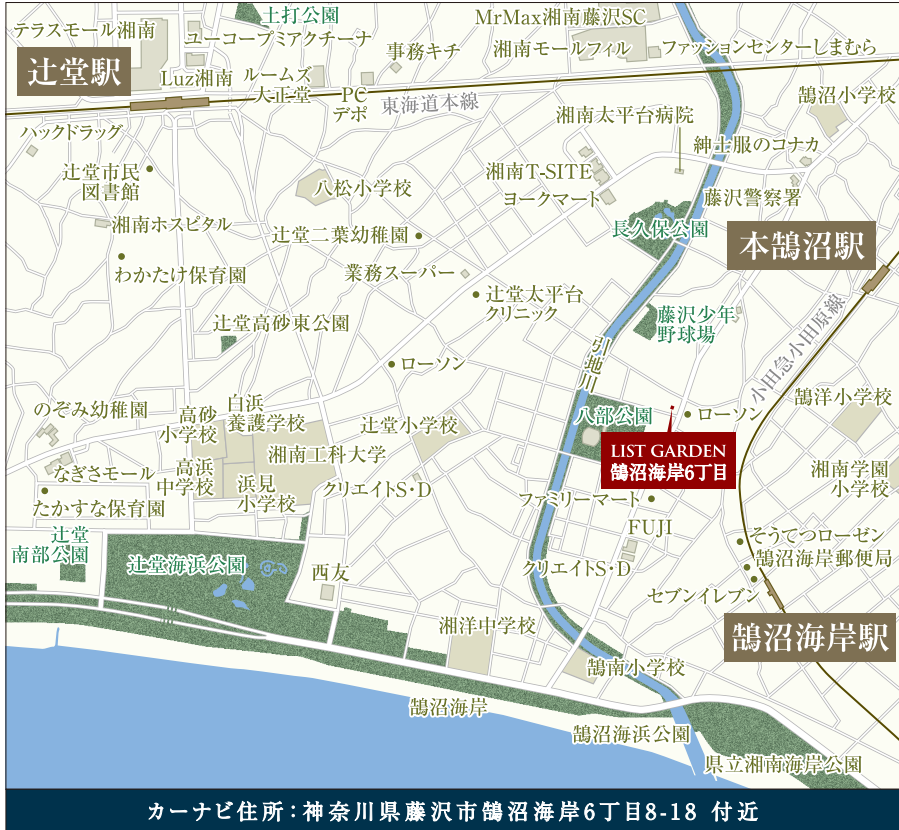 土打公園
MrMax湘南藤沢SC
テラスモール湘南
ユーコープミアクチーナ
事務キチ
湘南モールフィル
ファッションセンターしまむら
辻堂駅
Luz湘南
ルームズ
大正堂
PC
デポ
東海道本線
鵠沼小学校
ハックドラッグ
湘南太平台病院
紳士服のコナカ
辻堂市民
図書館
八松小学校
湘南T-SITE
ヨークマート
藤沢警察署
湘南ホスピタル
辻堂二葉幼稚園
長久保公園
本鵠沼駅
わかたけ保育園
業務スーパー
辻堂太平台
クリニック
辻堂高砂東公園
藤沢少年
野球場
小田急小田原線
引地川
ローソン
鵠洋小学校
のぞみ幼稚園
高砂
小学校
白浜
養護学校
辻堂小学校
八部公園
ローソン
LIST GARDEN
鵠沼海岸6丁目
湘南工科大学
なぎさモール
高浜
中学校
浜見
小学校
クリエイトS・D
湘南学園
小学校
たかすな保育園
ファミリーマート
FUJI
辻堂
南部公園
そうてつローゼン
鵠沼海岸郵便局
辻堂海浜公園
西友
クリエイトS・D
セブンイレブン
湘洋中学校
鵠沼海岸駅
鵠南小学校
鵠沼海岸
鵠沼海浜公園
県立湘南海岸公園
カーナビ住所：神奈川県藤沢市鵠沼海岸6丁目8-18 付近